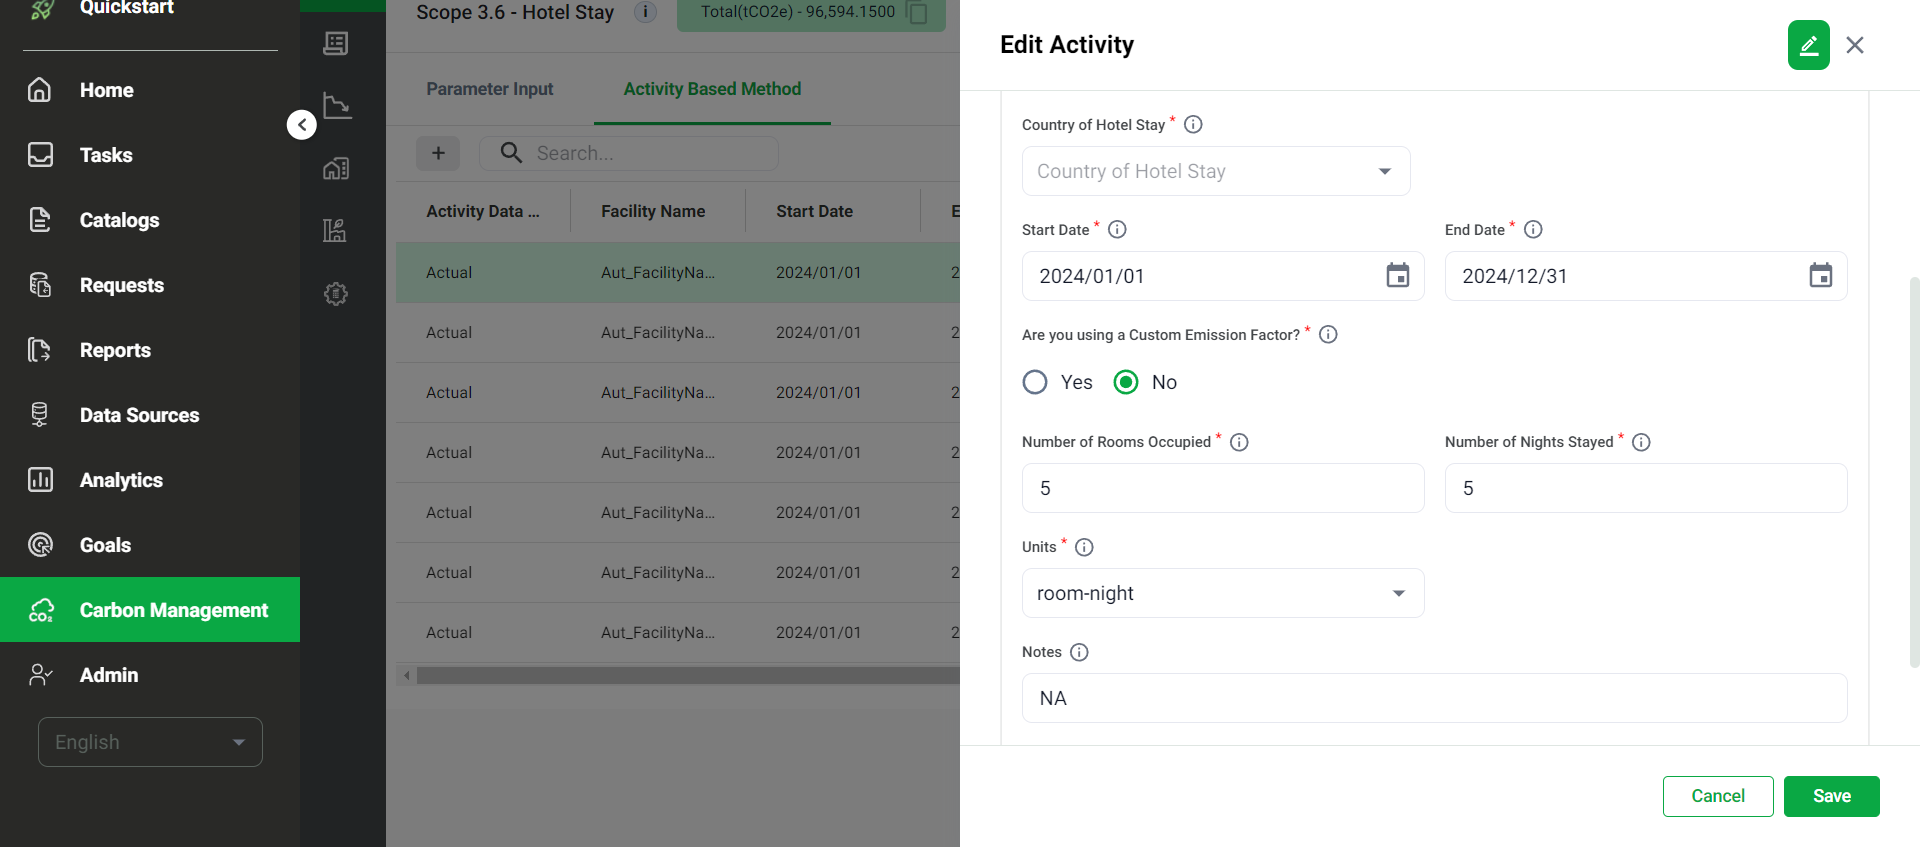 Quickstart
Home
Tasks
Catalogs
Requests
Reports
Data Sources
Analytics
Goals
Carbon Management
Admin
English
Scope 3.6 - Hotel Stay
Total(tCO2e) - 96,594.1500
Parameter Input
Activity Based Method
+
Search...
Activity Data ...
Facility Name
Start Date
E
Actual
Aut_FacilityNa...
2024/01/01
2
Actual
Aut_FacilityNa...
2024/01/01
2
Actual
Aut_FacilityNa...
2024/01/01
2
Actual
Aut_FacilityNa...
2024/01/01
2
Actual
Aut_FacilityNa...
2024/01/01
2
Actual
Aut_FacilityNa...
2024/01/01
2
Actual
Aut_FacilityNa...
2024/01/01
2
Edit Activity
Country of Hotel Stay *
Country of Hotel Stay
Start Date *
End Date *
2024/01/01
2024/12/31
Are you using a Custom Emission Factor? *
Yes
No
Number of Rooms Occupied *
Number of Nights Stayed *
5
5
Units *
room-night
Notes
NA
Cancel
Save